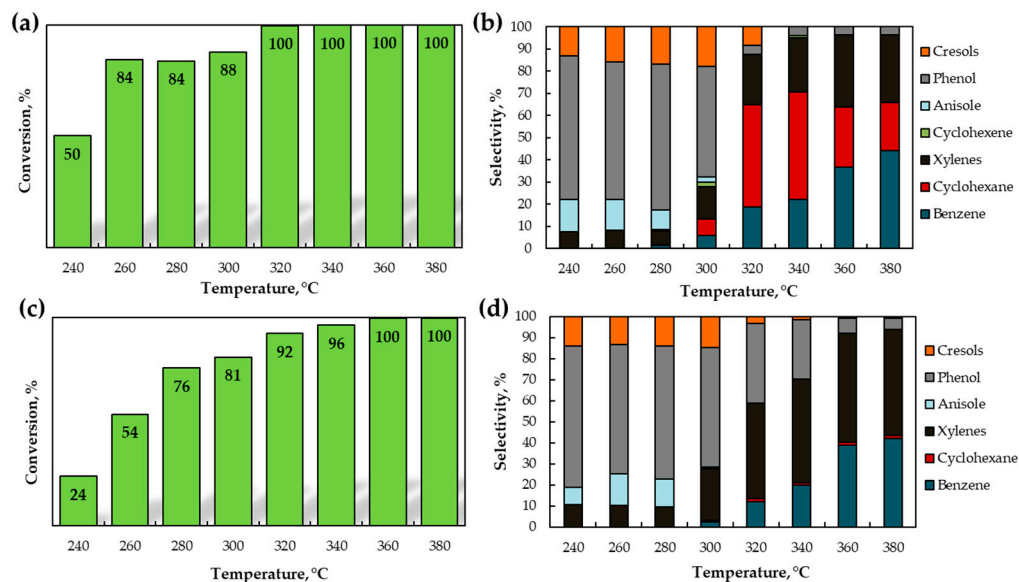 (a)
Conversion, %
50
84
84
88
100
100
100
100
240 260 280 300 320 340 360 380
Temperature, °C
(b)
Selectivity, %
100
90
80
70
60
50
40
30
20
10
0
240 260 280 300 320 340 360 380
Temperature, °C
Cresols
Phenol
Anisole
Cyclohexene
Xylenes
Cyclohexane
Benzene
(c)
Conversion, %
24
54
76
81
92
96
100
100
240 260 280 300 320 340 360 380
Temperature, °C
(d)
Selectivity, %
100
90
80
70
60
50
40
30
20
10
0
240 260 280 300 320 340 360 380
Temperature, °C
Cresols
Phenol
Anisole
Xylenes
Cyclohexane
Benzene